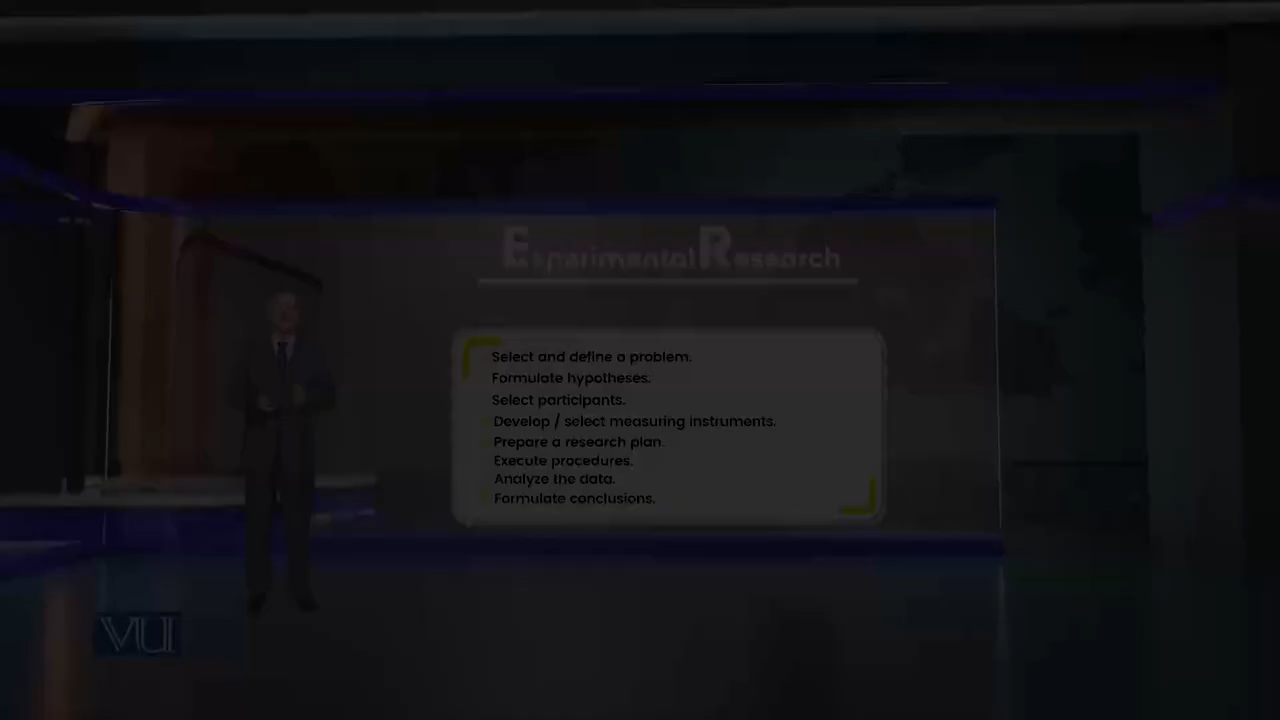 Experimental Research
Select and define a problem.
Formulate hypotheses.
Select participants.
Develop / select measuring instruments.
Prepare a research plan.
Execute procedures.
Analyze the data.
Formulate conclusions.
VU